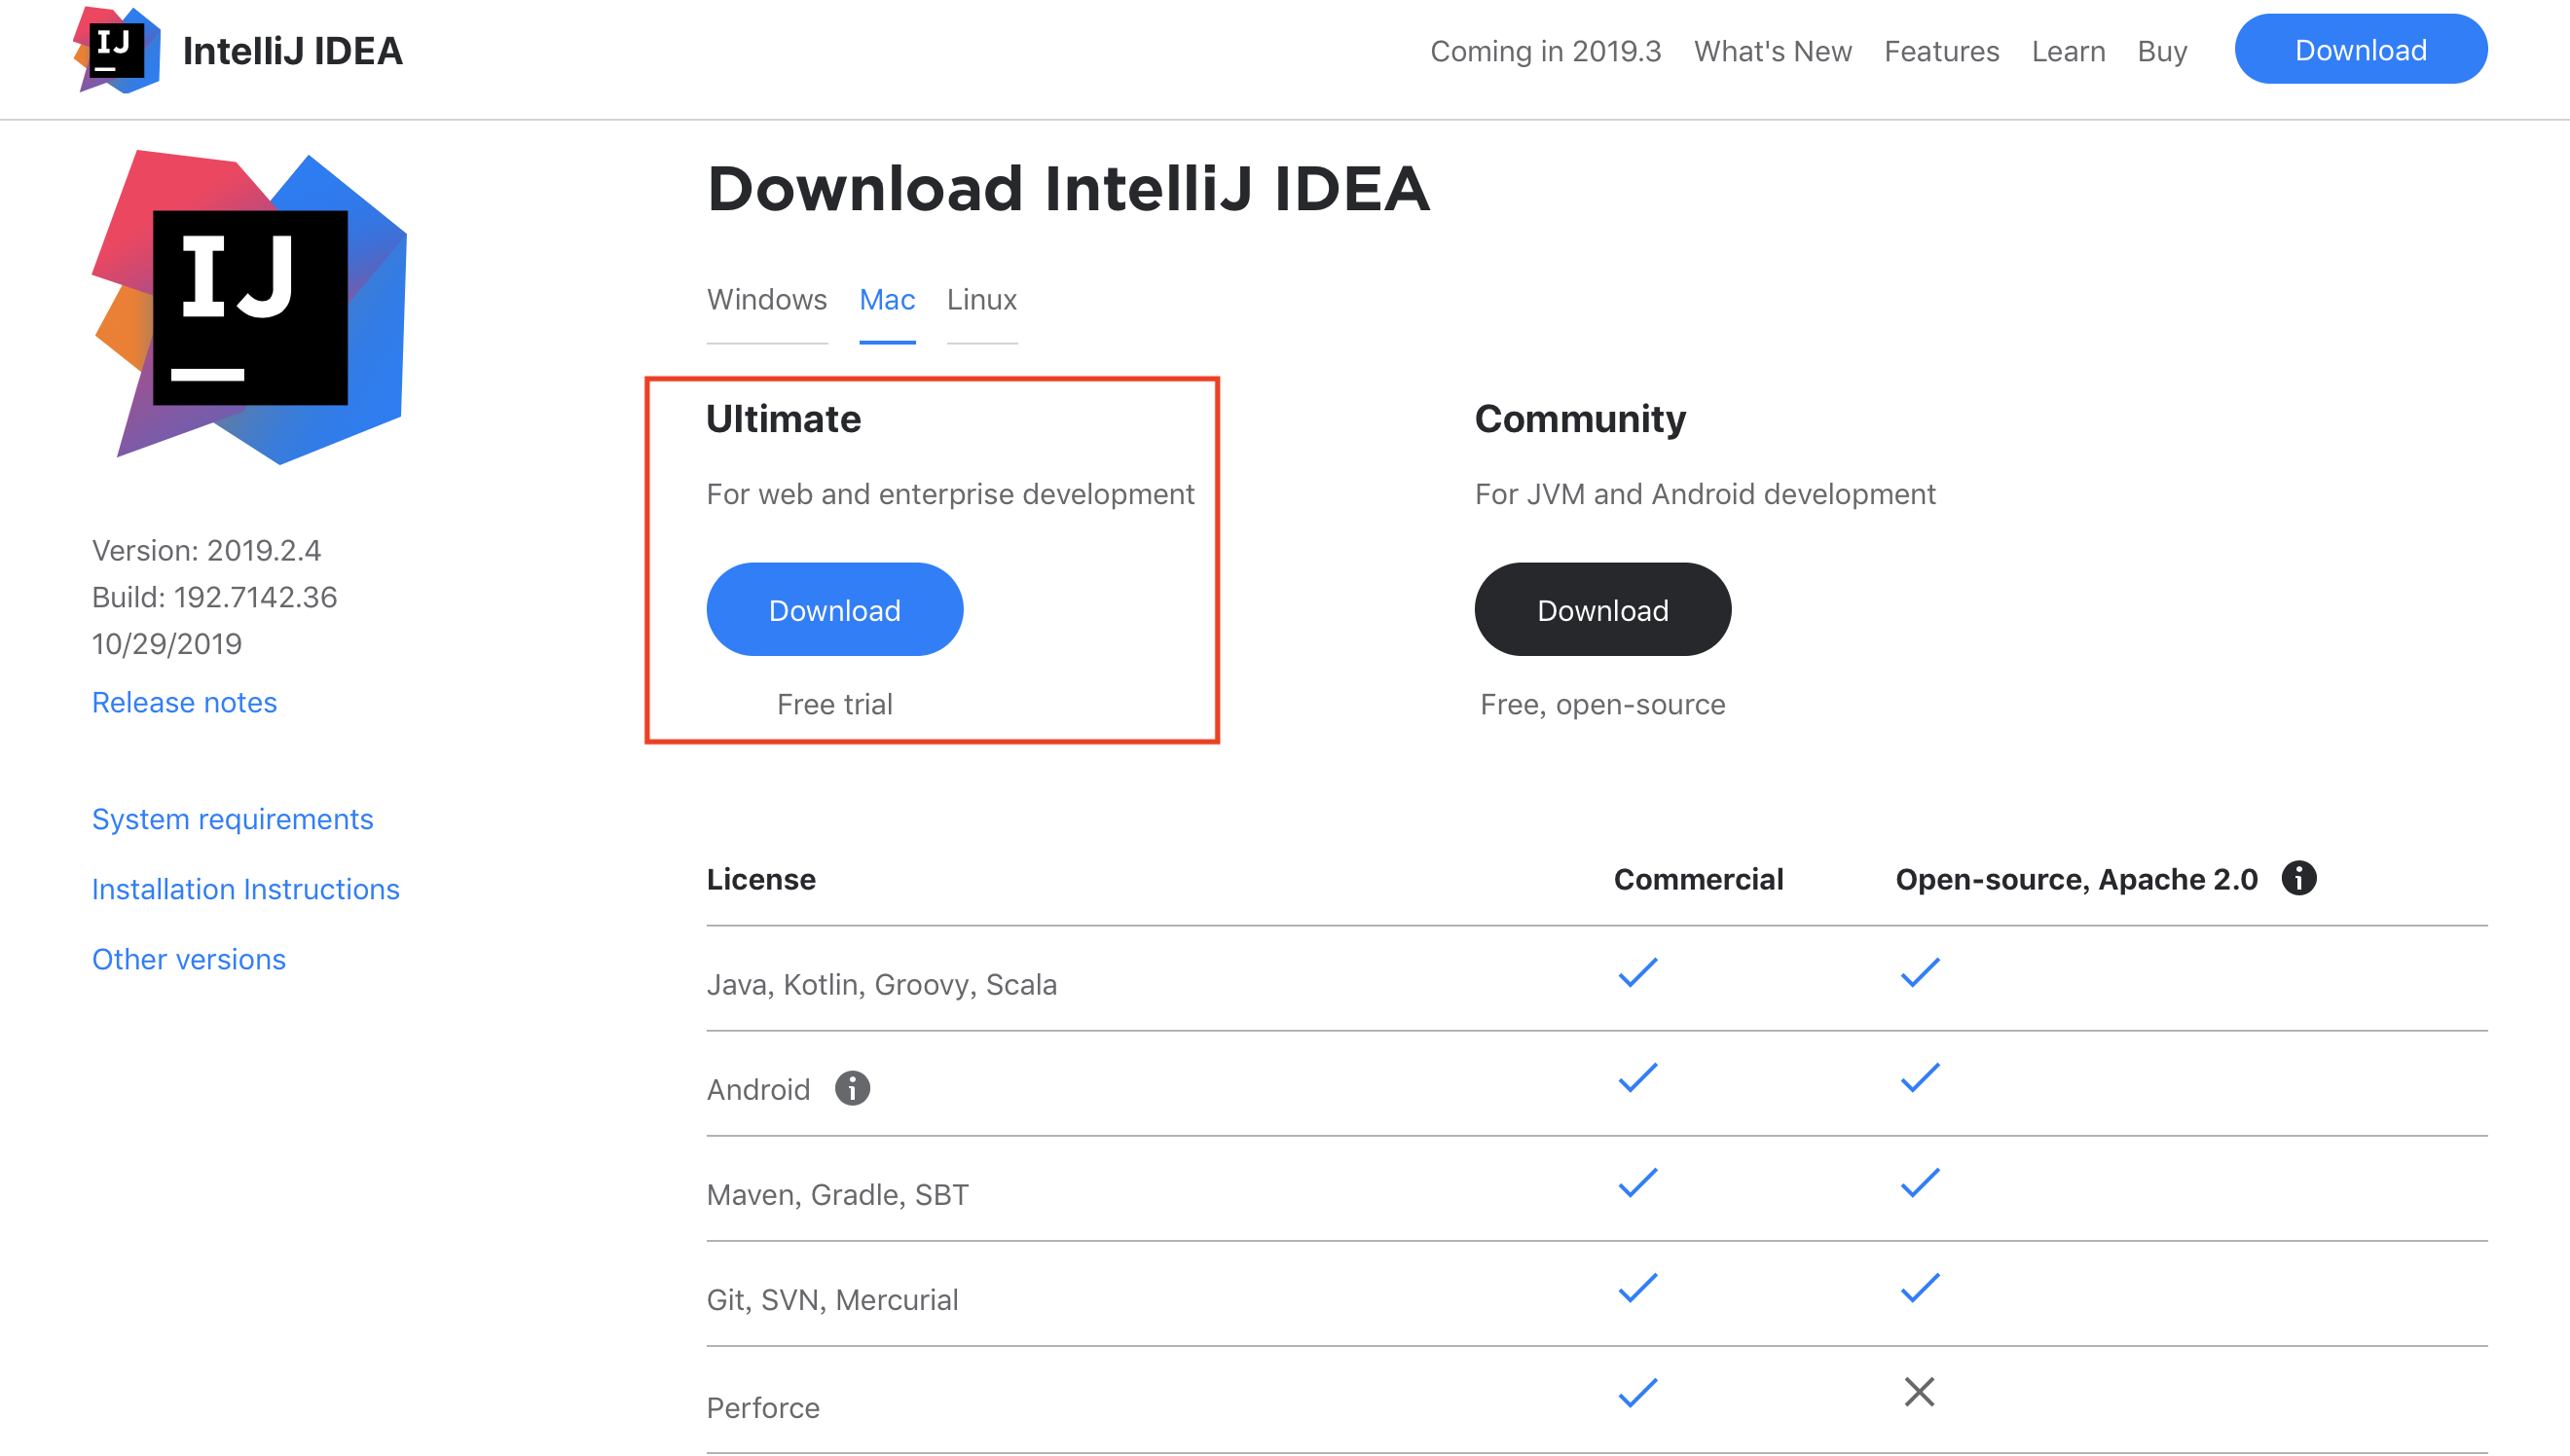 IJ IntelliJ IDEA Coming in 2019.3 What's New Features Learn Buy Download
IJ
Version: 2019.2.4
Build: 192.7142.36
10/29/2019
Release notes
System requirements
Installation Instructions
Other versions
Download IntelliJ IDEA
Windows Mac Linux
Ultimate
For web and enterprise development
Download
Free trial
Community
For JVM and Android development
Download
Free, open-source
License Commercial Open-source, Apache 2.0
Java, Kotlin, Groovy, Scala
Android
Maven, Gradle, SBT
Git, SVN, Mercurial
Perforce